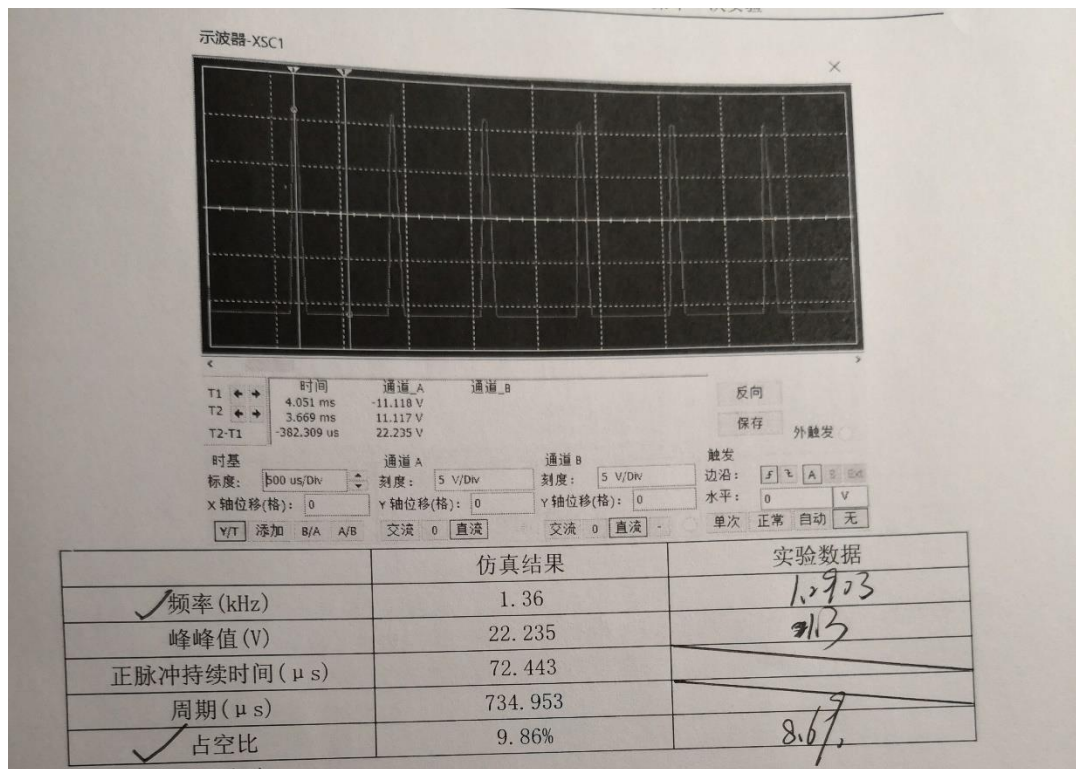 示波器-XSC1
时间 通道_A 通道_B
T1 4.051 ms -11.118 V
T2 3.669 ms 11.117 V
T2-T1 -382.309 us 22.235 V
反向
保存
外触发
时基 通道 A 通道 B 触发
标度: 500 us/Div 刻度: 5 V/Div 刻度: 5 V/Div 边沿: A B
X 轴位移(格): 0 Y 轴位移(格): 0 Y 轴位移(格): 0 水平: 0 V
Y/T 添加 B/A A/B 交流 0 直流 交流 0 直流 - 单次 正常 自动 无
仿真结果 实验数据
频率(kHz) 1.36 1.2903
峰峰值(V) 22.235
正脉冲持续时间(μs) 72.443
周期(μs) 734.953
占空比 9.86% 8.6%